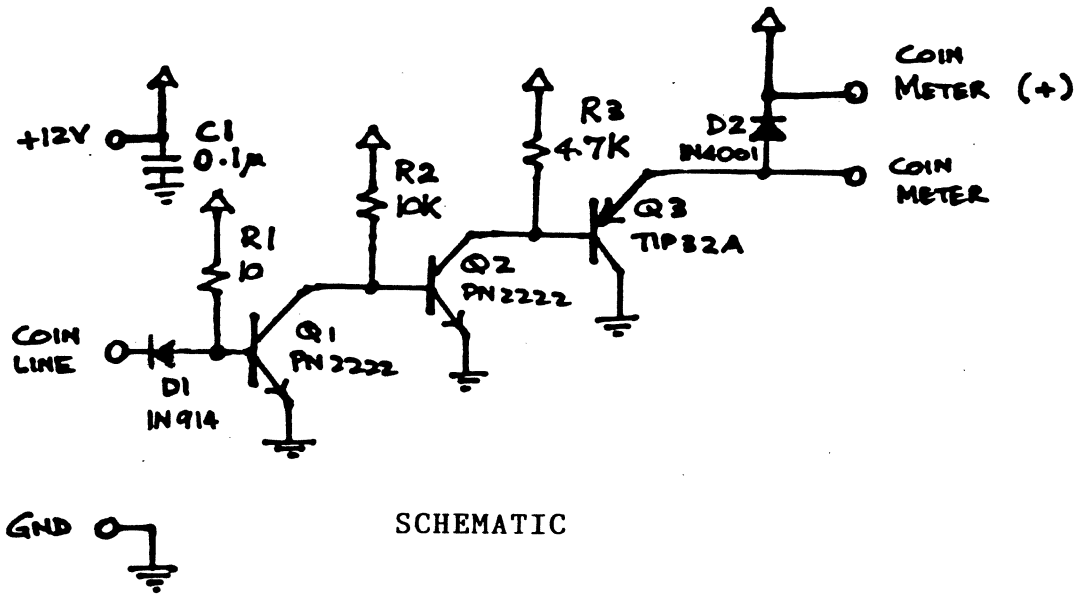 COIN
METER (+)
+12V
C1
0.1μ
R3
4.7K
D2
1N4001
COIN
METER
R2
10K
R1
10
Q3
TIP32A
Q2
PN2222
COIN
LINE
Q1
PN2222
D1
1N914
GND
SCHEMATIC